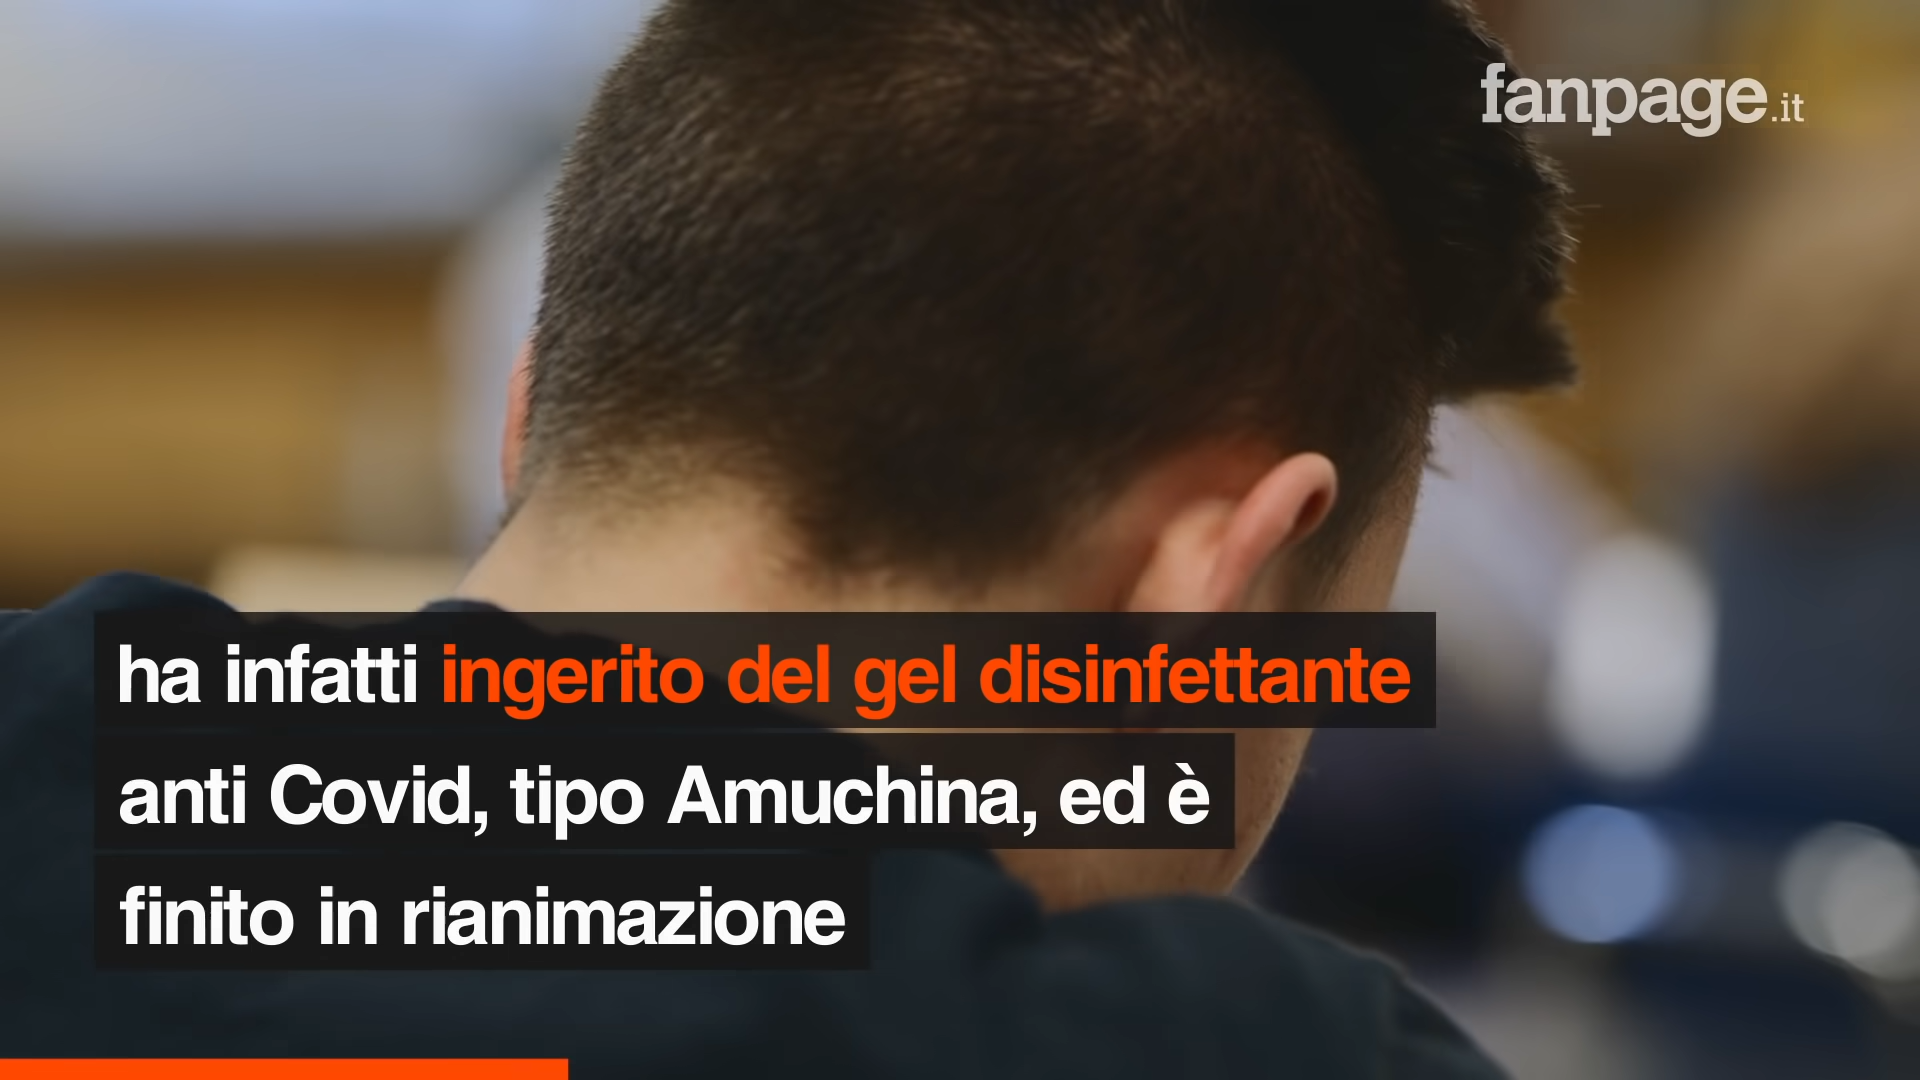 fanpage.it
ha infatti ingerito del gel disinfettante
anti Covid, tipo Amuchina, ed è
finito in rianimazione